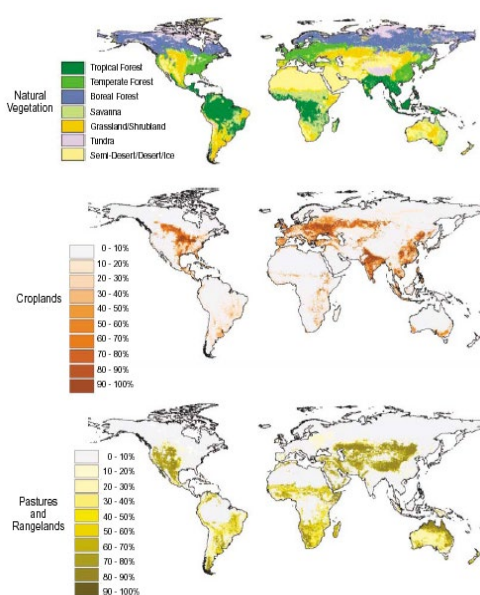 Natural
Vegetation
Tropical Forest
Temperate Forest
Boreal Forest
Savanna
Grassland/Shrubland
Tundra
Semi-Desert/Desert/Ice
Croplands
0 - 10%
10 - 20%
20 - 30%
30 - 40%
40 - 50%
50 - 60%
60 - 70%
70 - 80%
80 - 90%
90 - 100%
Pastures
and
Rangelands
0 - 10%
10 - 20%
20 - 30%
30 - 40%
40 - 50%
50 - 60%
60 - 70%
70 - 80%
80 - 90%
90 - 100%